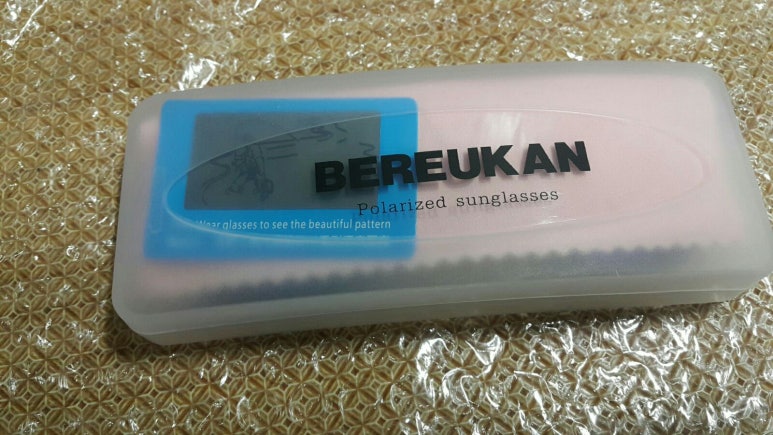 BEREUKAN
Polarized sunglasses
Wear glasses to see the beautiful pattern